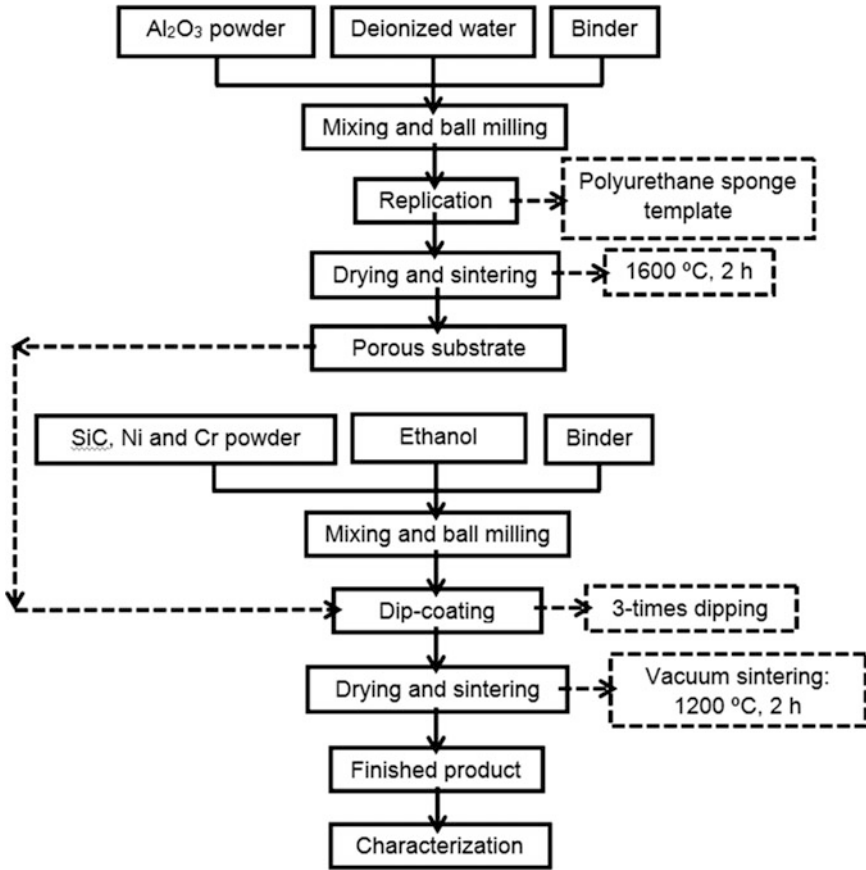 Al₂O₃ powder
Deionized water
Binder
Mixing and ball milling
Replication
Polyurethane sponge
template
Drying and sintering
1600 ºC, 2 h
Porous substrate
SiC, Ni and Cr powder
Ethanol
Binder
Mixing and ball milling
Dip-coating
3-times dipping
Drying and sintering
Vacuum sintering:
1200 ºC, 2 h
Finished product
Characterization